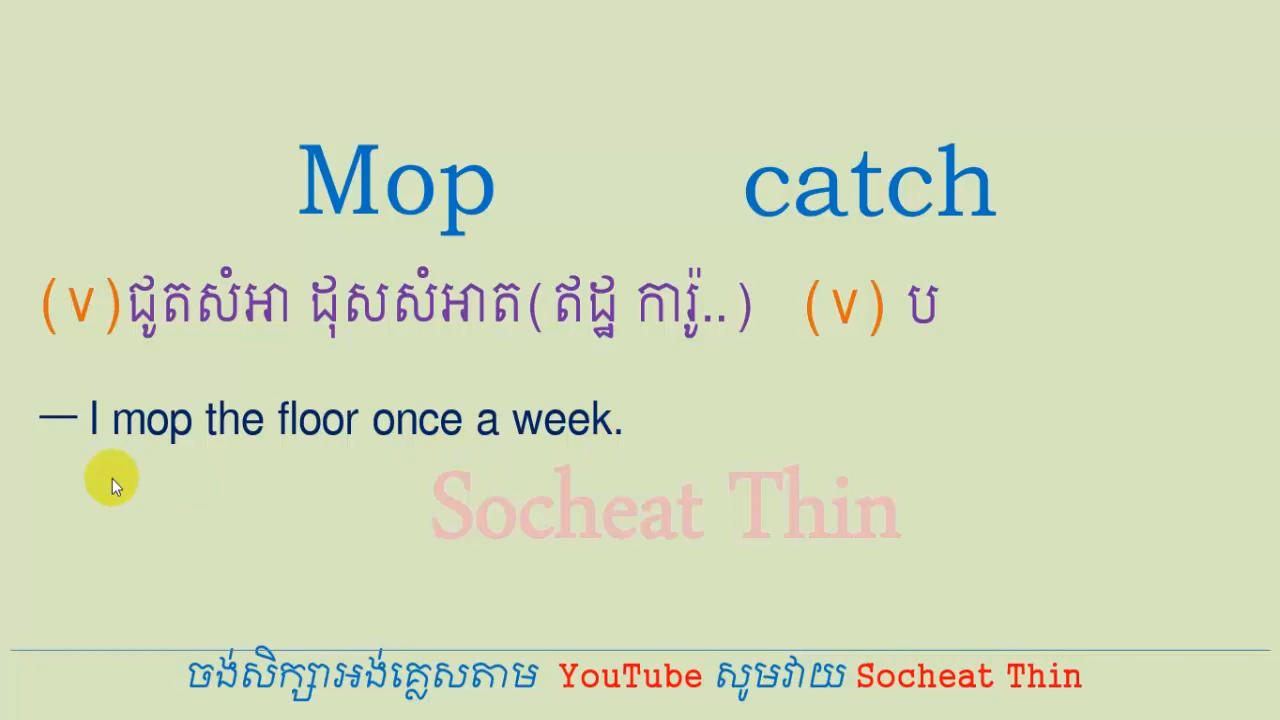 Mop catch
(v)ជូតសំអា ដុសសំអាត(ឥដ្ឋ ការ៉ូ..) (v) ប
— I mop the floor once a week.
Socheat Thin
ចង់សិក្សាអង់គ្លេសតាម YouTube សូមវាយ Socheat Thin